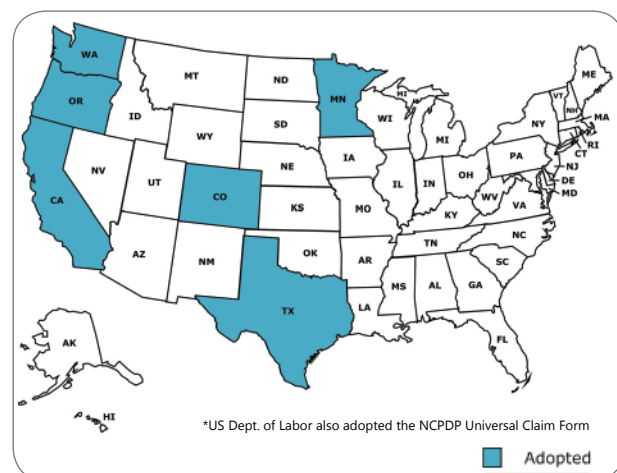 WA
MT
ND
MN
ME
OR
ID
SD
WI
MI
MI
VT
NH
NY
MA
CT
RI
WY
NV
UT
CO
NE
IA
IL
IN
OH
PA
NJ
DE
MD
CA
KS
MO
KY
WV
VA
AZ
NM
OK
AR
TN
NC
SC
TX
LA
MS
AL
GA
FL
AK
HI
*US Dept. of Labor also adopted the NCPDP Universal Claim Form
Adopted